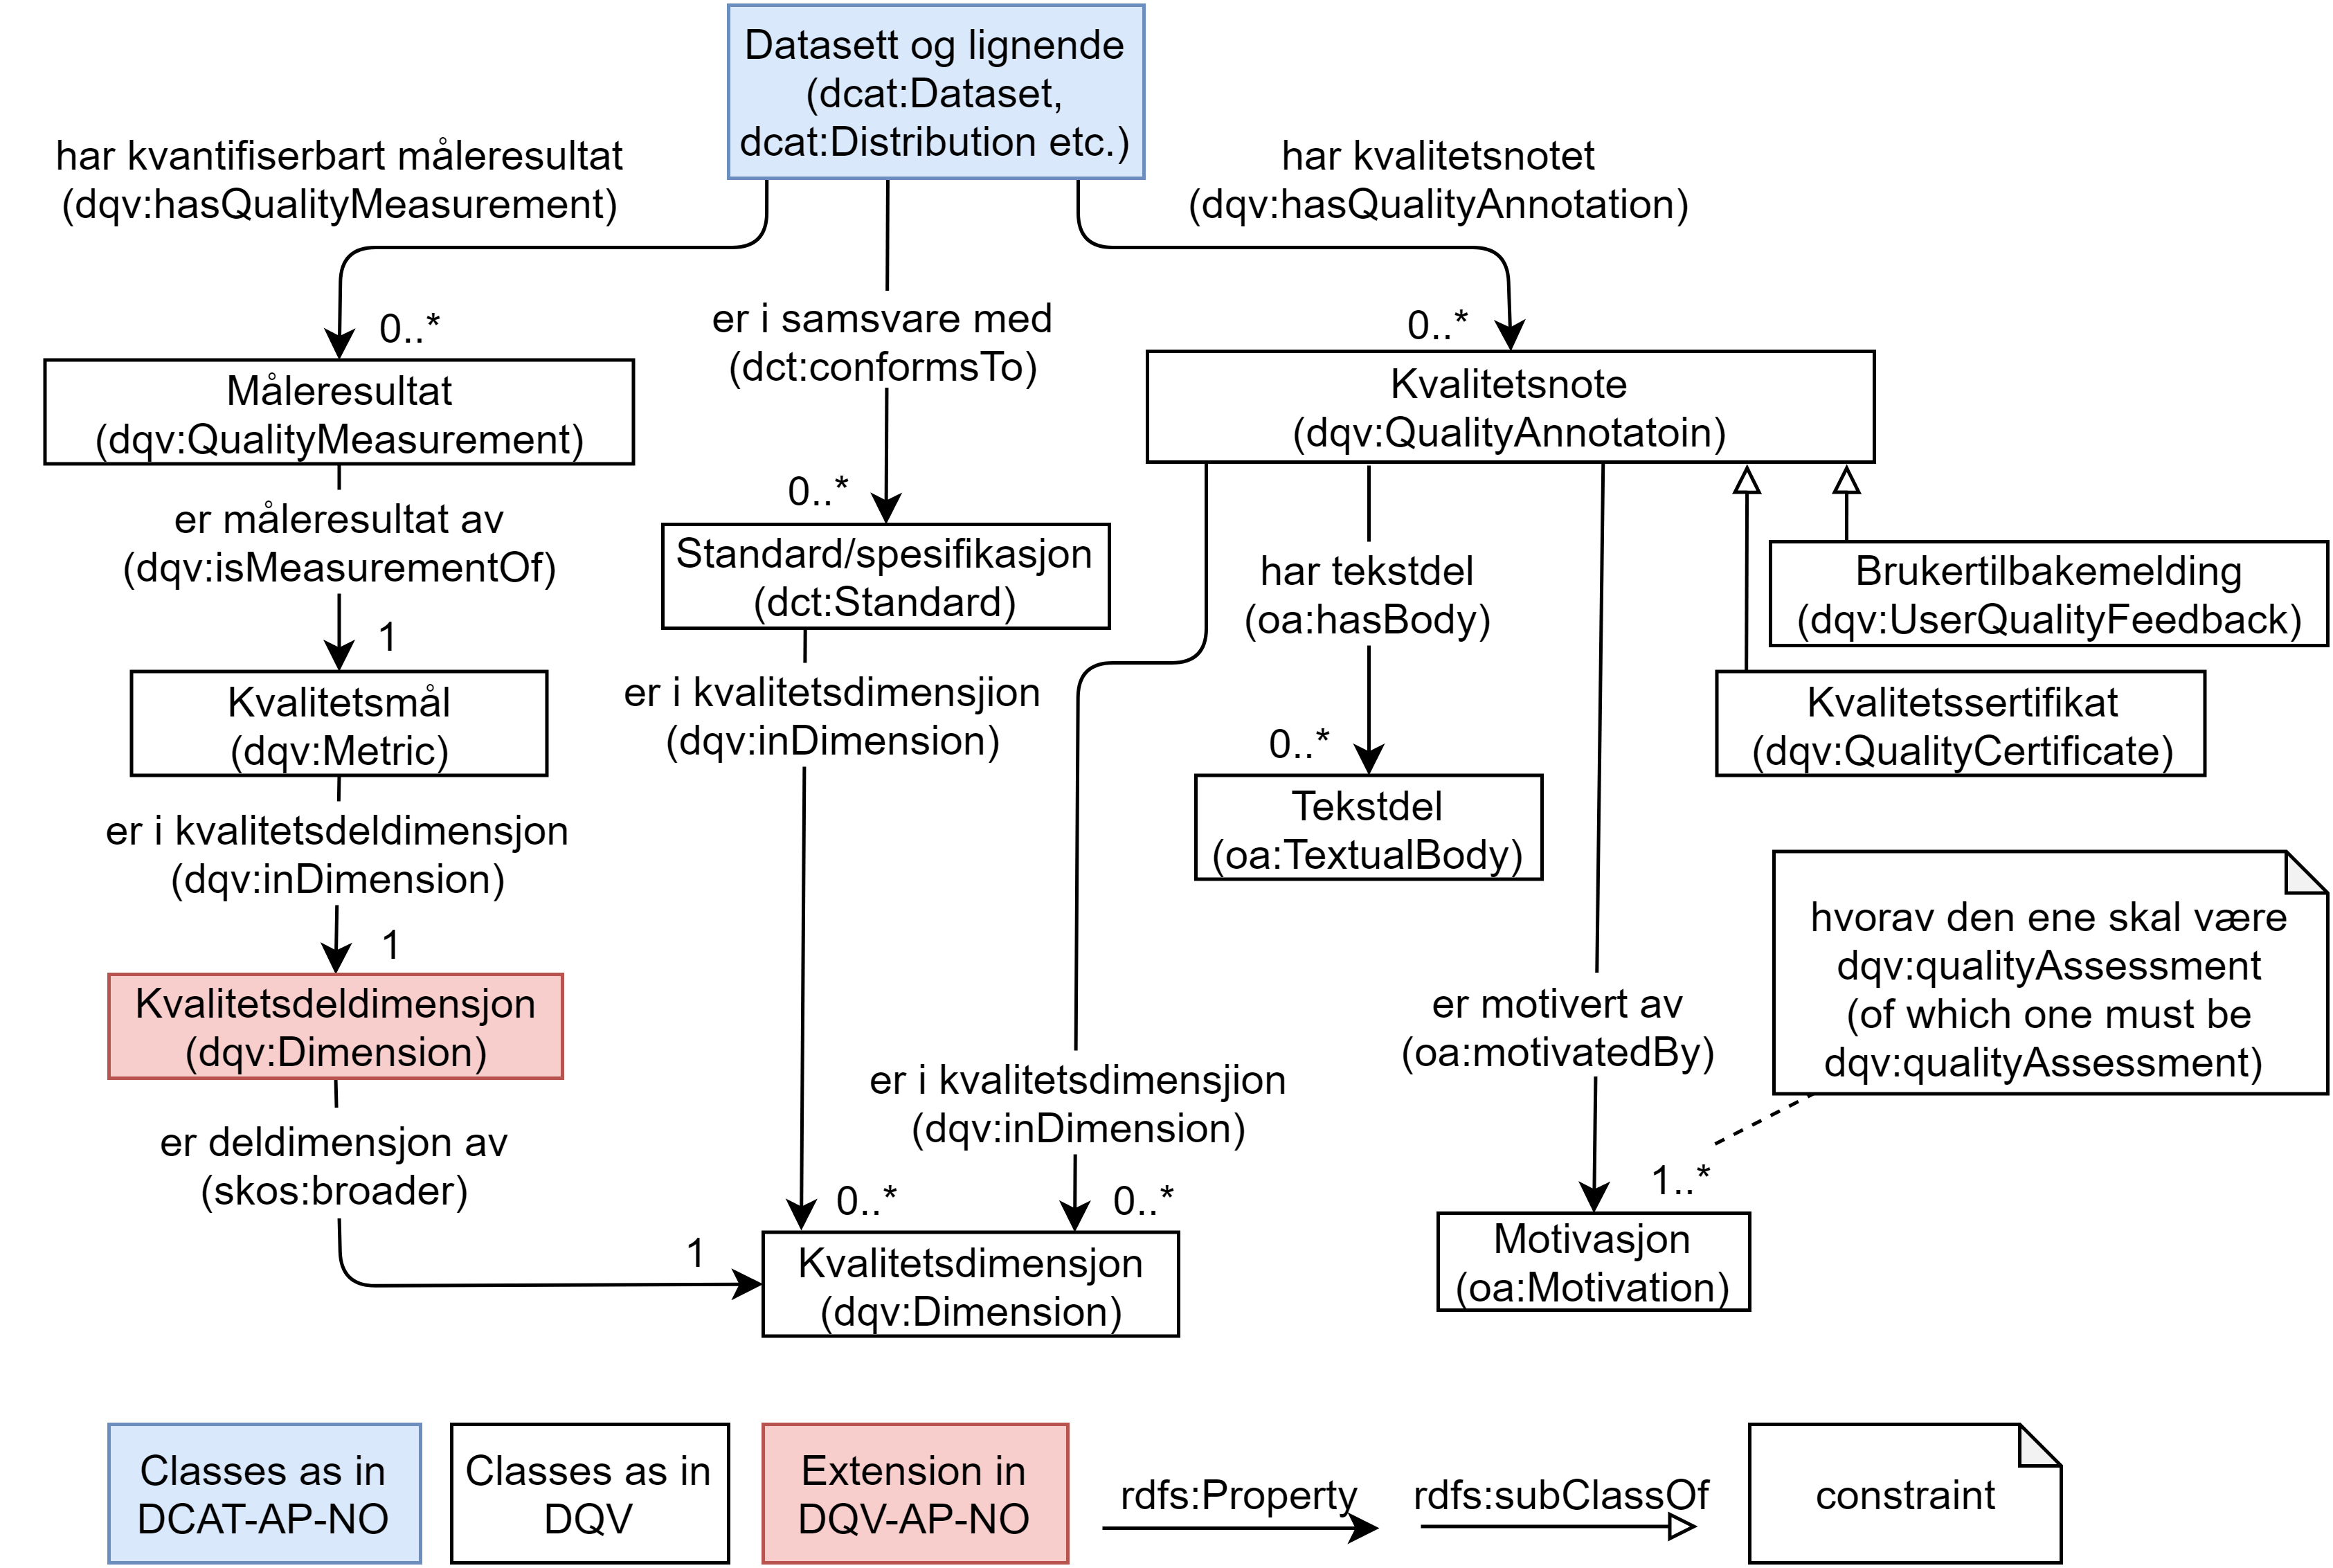 Datasett og lignende
(dcat:Dataset,
dcat:Distribution etc.)
har kvantifiserbart måleresultat
(dqv:hasQualityMeasurement)
har kvalitetsnotet
(dqv:hasQualityAnnotation)
0..*
er i samsvare med
(dct:conformsTo)
0..*
Måleresultat
(dqv:QualityMeasurement)
Kvalitetsnote
(dqv:QualityAnnotatoin)
er måleresultat av
(dqv:isMeasurementOf)
0..*
Standard/spesifikasjon
(dct:Standard)
har tekstdel
(oa:hasBody)
Brukertilbakemelding
(dqv:UserQualityFeedback)
1
Kvalitetsmål
(dqv:Metric)
er i kvalitetsdimensjion
(dqv:inDimension)
0..*
Kvalitetssertifikat
(dqv:QualityCertificate)
er i kvalitetsdeldimensjon
(dqv:inDimension)
Tekstdel
(oa:TextualBody)
1
Kvalitetsdeldimensjon
(dqv:Dimension)
hvorav den ene skal være
dqv:qualityAssessment
(of which one must be
dqv:qualityAssessment)
er motivert av
(oa:motivatedBy)
er i kvalitetsdimensjion
(dqv:inDimension)
er deldimensjon av
(skos:broader)
0..*
0..*
1..*
1
Kvalitetsdimensjon
(dqv:Dimension)
Motivasjon
(oa:Motivation)
Classes as in
DCAT-AP-NO
Classes as in
DQV
Extension in
DQV-AP-NO
rdfs:Property
rdfs:subClassOf
constraint